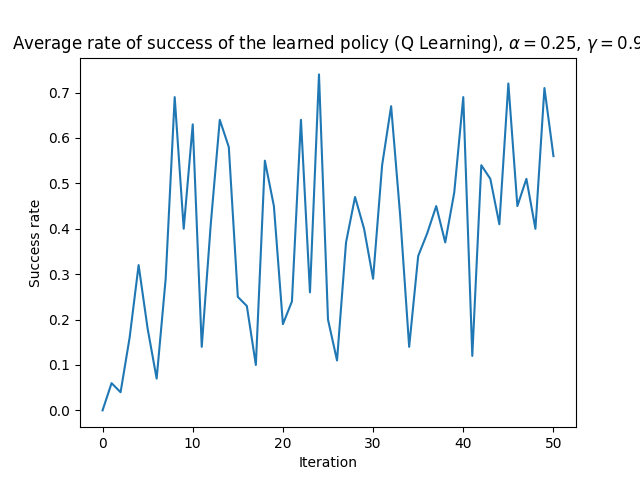 Average rate of success of the learned policy (Q Learning), α = 0.25, γ = 0.9
Success rate
0.7
0.6
0.5
0.4
0.3
0.2
0.1
0.0
0 10 20 30 40 50
Iteration